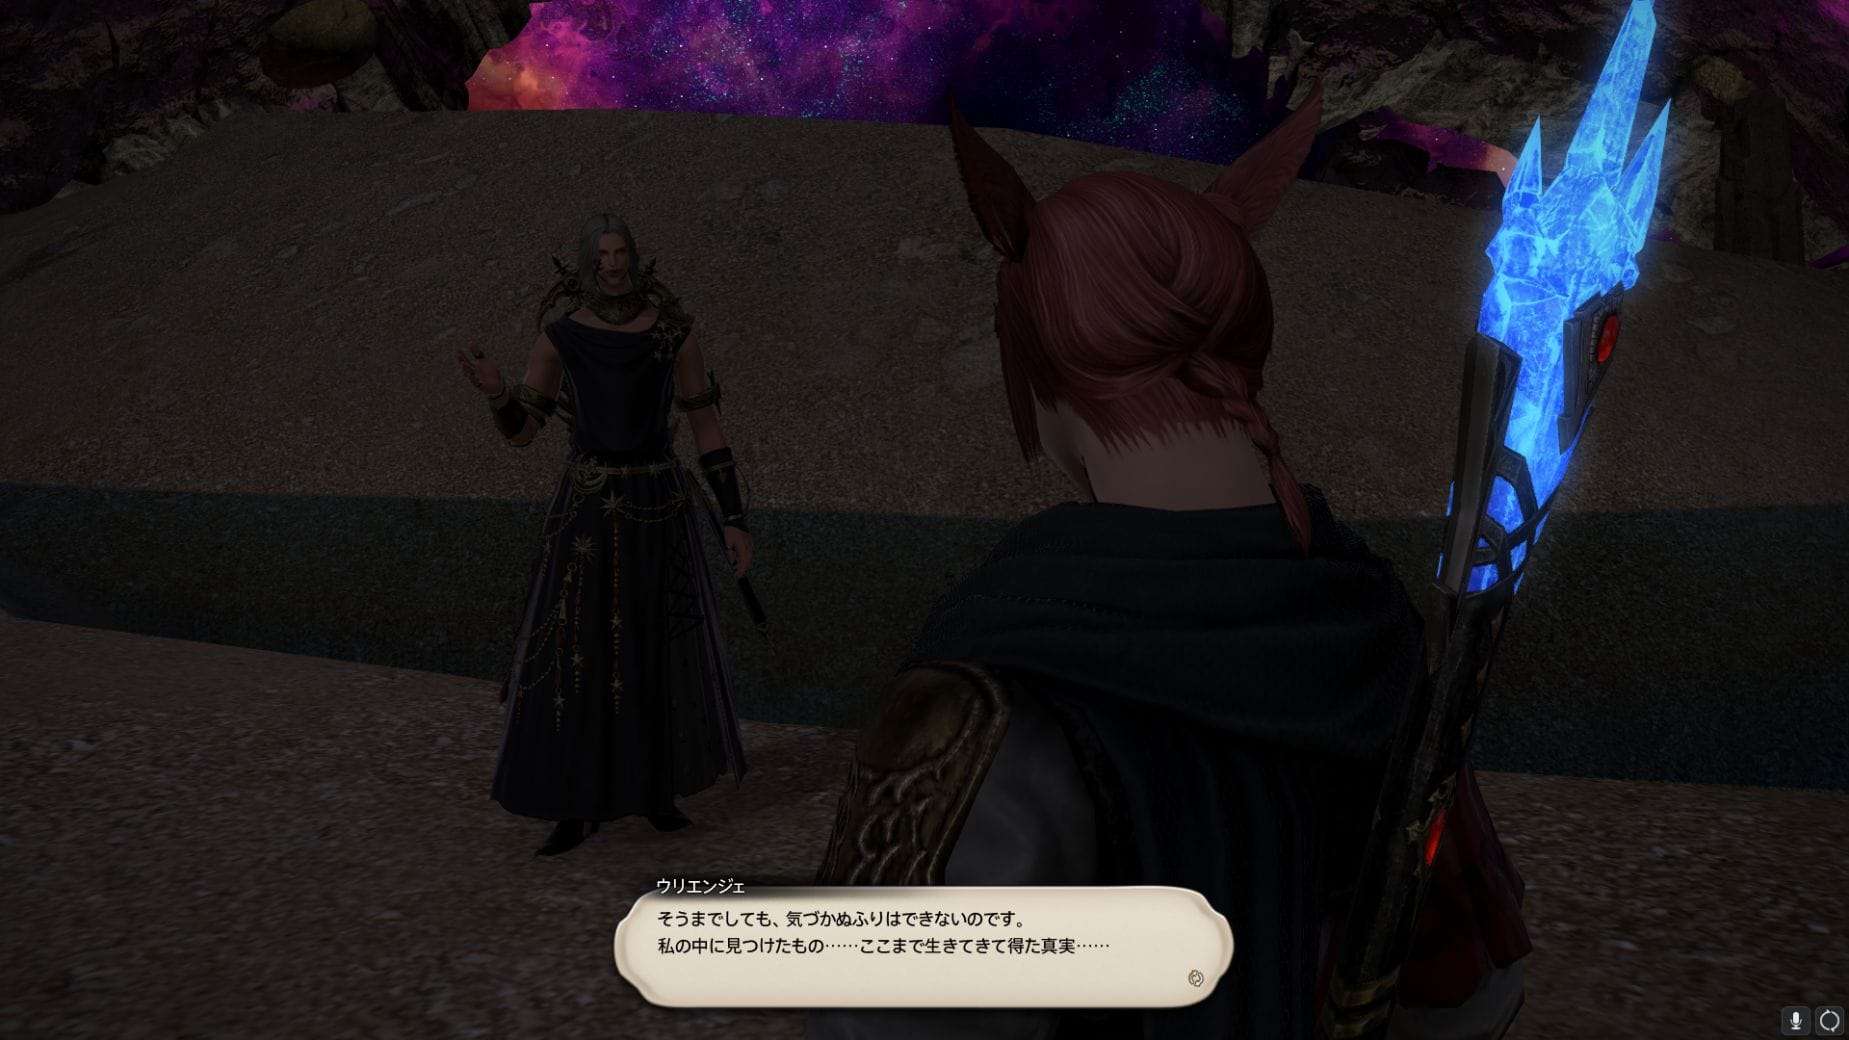 ウリエンジェ
そうまでしても、気づかぬふりはできないのです。
私の中に見つけたもの……ここまで生きてきて得た真実……